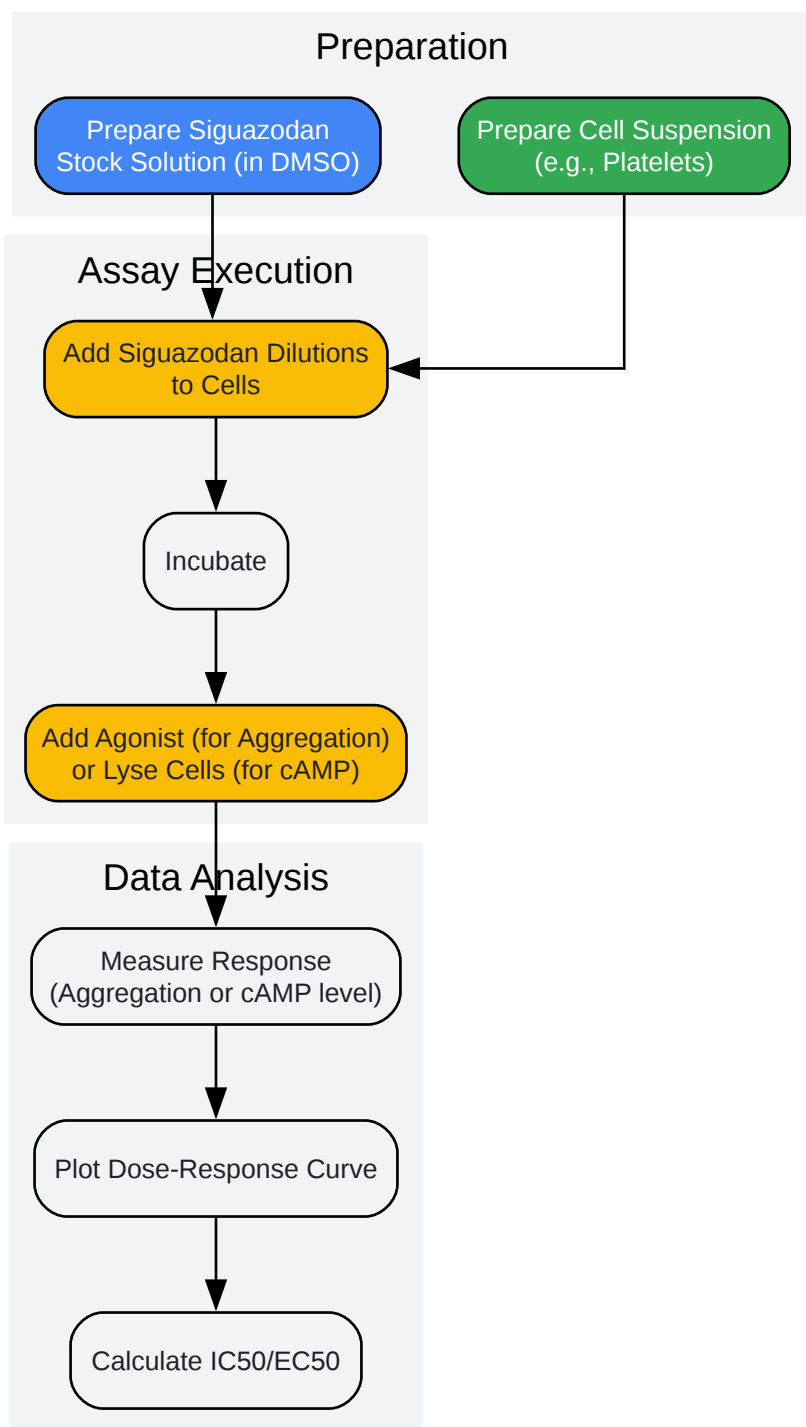 Preparation
Prepare Siguazodan
Stock Solution (in DMSO)
Prepare Cell Suspension
(e.g., Platelets)
Assay Execution
Add Siguazodan Dilutions
to Cells
Incubate
Add Agonist (for Aggregation)
or Lyse Cells (for cAMP)
Data Analysis
Measure Response
(Aggregation or cAMP level)
Plot Dose-Response Curve
Calculate IC50/EC50